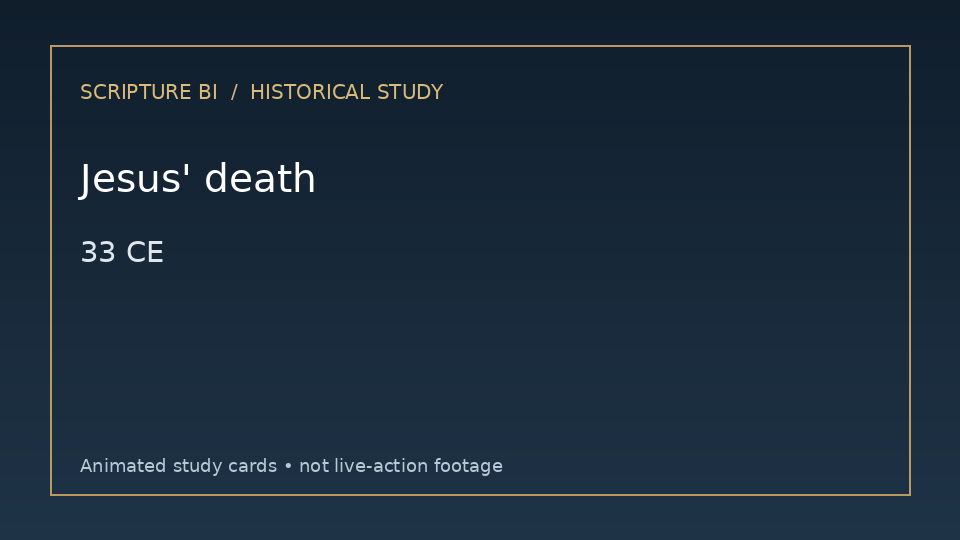 SCRIPTURE BI  /  HISTORICAL STUDY
Jesus' death
33 CE
Animated study cards • not live-action footage